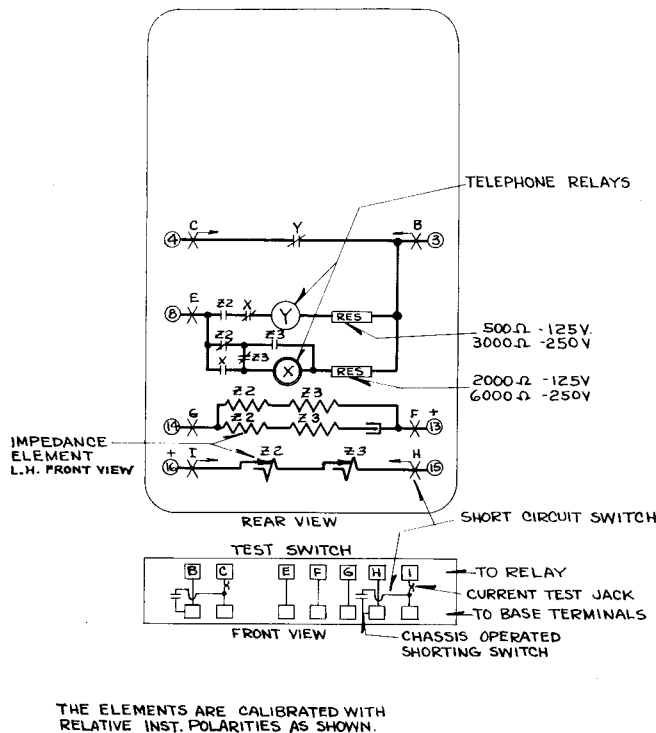 TELEPHONE RELAYS
C
Y
B
4
3
E
Z2
X
8
Y
RES
500Ω -125V.
3000Ω -250V
Z2
Z3
Z3
X
X
RES
2000Ω -125V
6000Ω -250V
Z2
Z3
G
F
+
14
Z2
Z3
13
IMPEDANCE
ELEMENT
L.H. FRONT VIEW
+
I
Z2
Z3
H
16
15
REAR VIEW
SHORT CIRCUIT SWITCH
TEST SWITCH
B C E F G H I
TO RELAY
CURRENT TEST JACK
TO BASE TERMINALS
FRONT VIEW
CHASSIS OPERATED
SHORTING SWITCH
THE ELEMENTS ARE CALIBRATED WITH
RELATIVE INST. POLARITIES AS SHOWN.